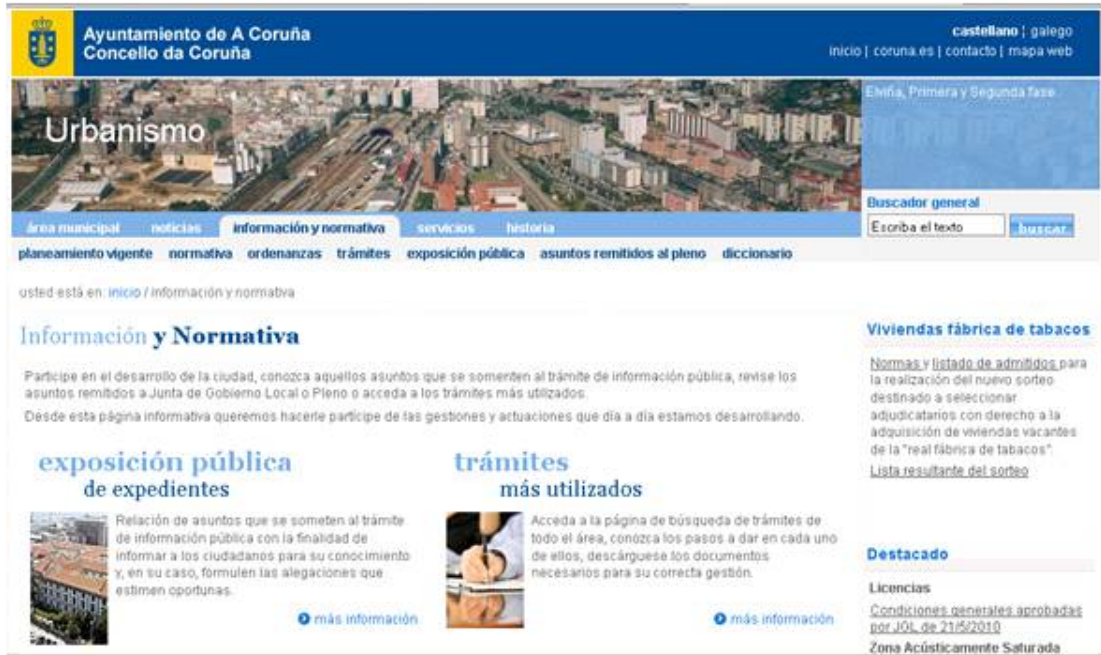 Ayuntamiento de A Coruña
Concello da Coruña
castellano | galego
inicio | coruna.es | contacto | mapa web
Urbanismo
Elviña, Primera y Segunda fase
Buscador general
Escriba el texto
buscar
área municipal noticias información y normativa servicios historia
planeamiento vigente normativa ordenanzas trámites exposición pública asuntos remitidos al pleno diccionario
usted está en: inicio / información y normativa
Información y Normativa
Participe en el desarrollo de la ciudad, conozca aquellos asuntos que se somenten al trámite de información pública, revise los
asuntos remitidos a Junta de Gobierno Local o Pleno o acceda a los trámites más utilizados.
Desde esta página informativa queremos hacerle partícipe de las gestiones y actuaciones que día a día estamos desarrollando.
exposición pública
de expedientes
Relación de asuntos que se someten al trámite
de información pública con la finalidad de
informar a los ciudadanos para su conocimiento
y, en su caso, formulen las alegaciones que
estimen oportunas.
más información
trámites
más utilizados
Acceda a la página de búsqueda de trámites de
todo el área, conozca los pasos a dar en cada uno
de ellos, descárguese los documentos
necesarios para su correcta gestión.
más información
Viviendas fábrica de tabacos
Normas y listado de admitidos para
la realización del nuevo sorteo
destinado a seleccionar
adjudicatarios con derecho a la
adquisición de viviendas vacantes
de la "real fábrica de tabacos".
Lista resultante del sorteo
Destacado
Licencias
Condiciones generales aprobadas
por JGL de 21/5/2010
Zona Acústicamente Saturada